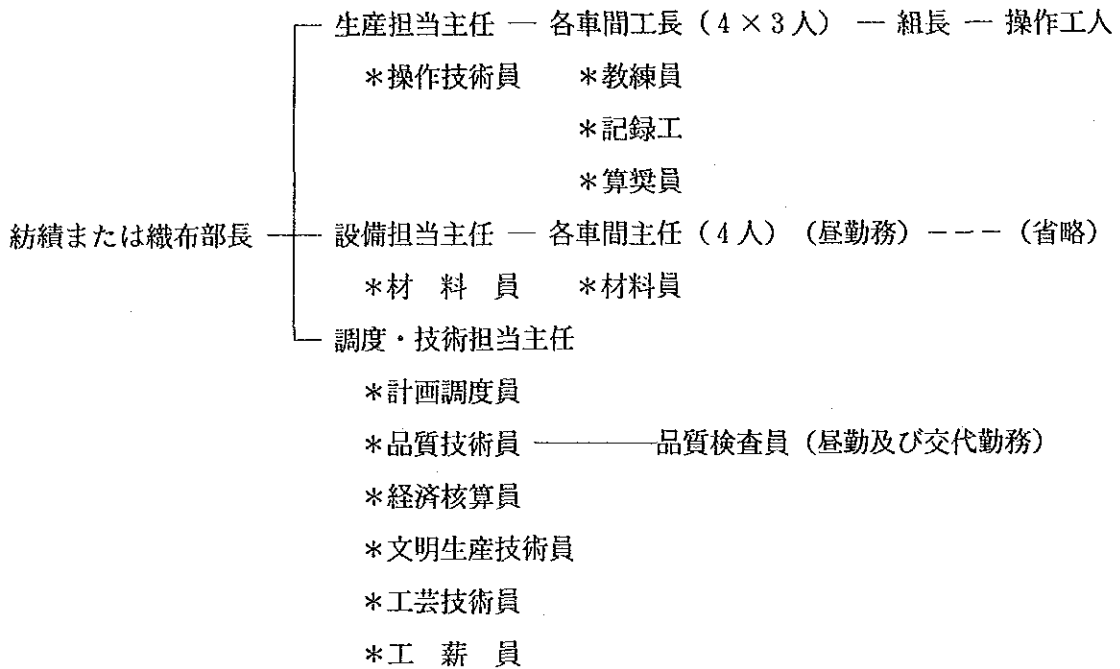 生産担当主任 — 各車間工長（4×3人） — 組長 — 操作工人
＊操作技術員 ＊教練員
＊記録工
＊算奨員
紡績または織布部長 — 設備担当主任 — 各車間主任（4人）（昼勤務）−−−（省略）
＊材 料 員 ＊材料員
調度・技術担当主任
＊計画調度員
＊品質技術員 ——— 品質検査員（昼勤及び交代勤務）
＊経済核算員
＊文明生産技術員
＊工芸技術員
＊工 薪 員